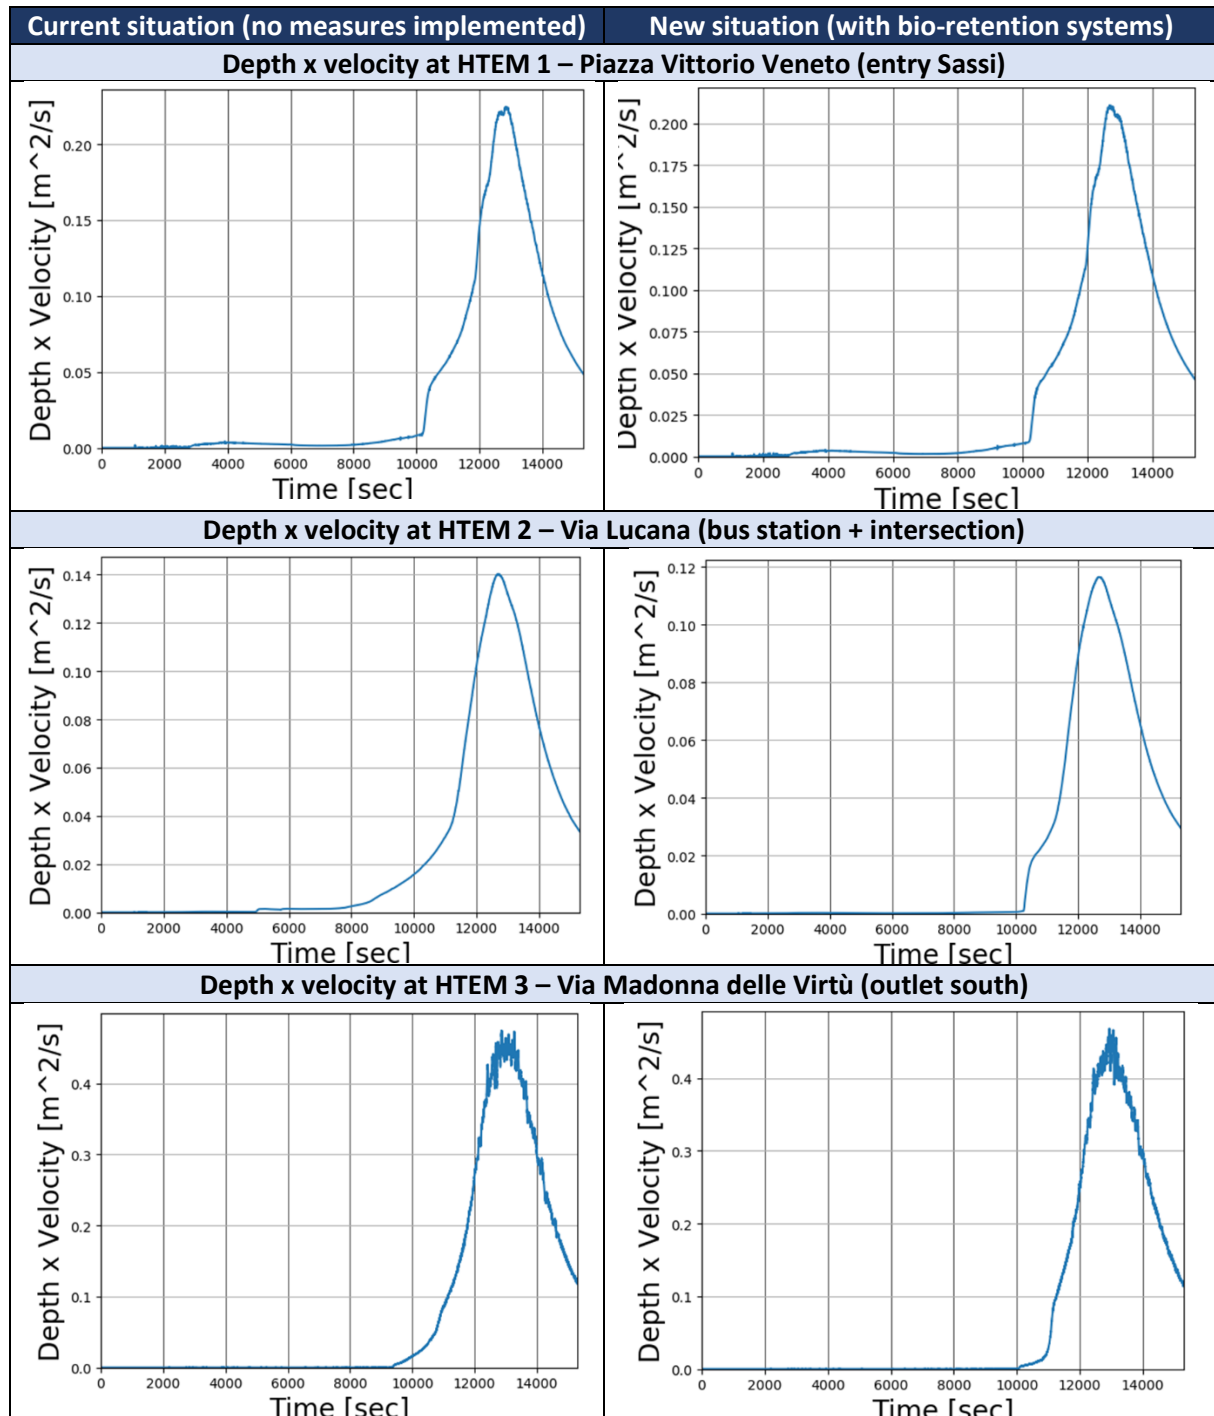 Current situation (no measures implemented)
New situation (with bio-retention systems)
Depth x velocity at HTEM 1 – Piazza Vittorio Veneto (entry Sassi)
Depth x Velocity [m^2/s]
0.20
0.15
0.10
0.05
0.00
0 2000 4000 6000 8000 10000 12000 14000
Time [sec]
Depth x Velocity [m^2/s]
0.200
0.175
0.150
0.125
0.100
0.075
0.050
0.025
0.000
0 2000 4000 6000 8000 10000 12000 14000
Time [sec]
Depth x velocity at HTEM 2 – Via Lucana (bus station + intersection)
Depth x Velocity [m^2/s]
0.14
0.12
0.10
0.08
0.06
0.04
0.02
0.00
0 2000 4000 6000 8000 10000 12000 14000
Time [sec]
Depth x Velocity [m^2/s]
0.12
0.10
0.08
0.06
0.04
0.02
0.00
0 2000 4000 6000 8000 10000 12000 14000
Time [sec]
Depth x velocity at HTEM 3 – Via Madonna delle Virtù (outlet south)
Depth x Velocity [m^2/s]
0.4
0.3
0.2
0.1
0.0
0 2000 4000 6000 8000 10000 12000 14000
Time [sec]
Depth x Velocity [m^2/s]
0.4
0.3
0.2
0.1
0.0
0 2000 4000 6000 8000 10000 12000 14000
Time [sec]